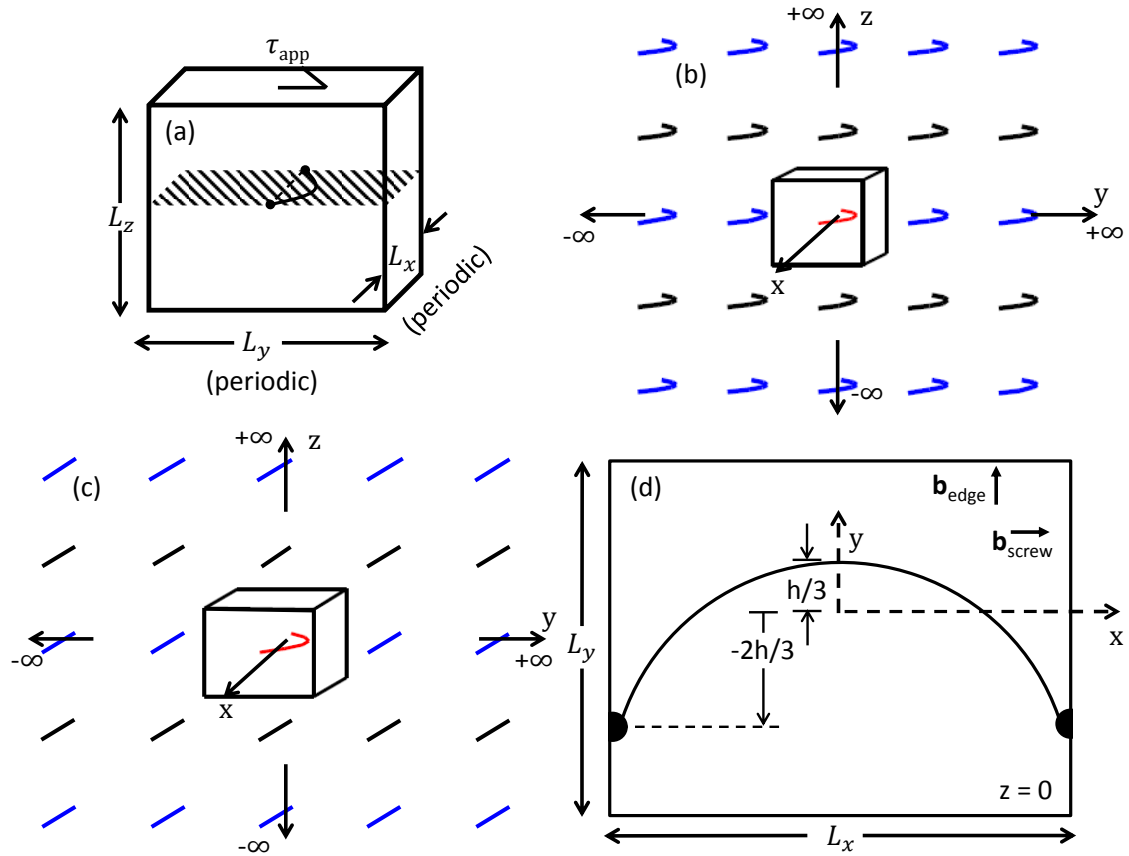 τapp
(a)
Lz
Lx
(periodic)
Ly
(periodic)
(b)
+∞
z
y
-∞
+∞
x
-∞
(c)
+∞
z
y
-∞
+∞
x
-∞
(d)
bedge
bscrew
y
h/3
x
-2h/3
Ly
z = 0
Lx